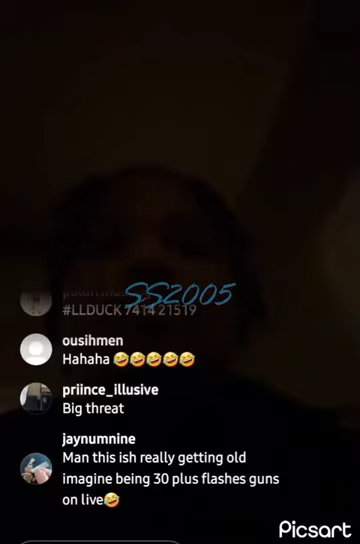 #LLDUCK 7414 21519
SS2005
ousihmen
Hahaha 🤣🤣🤣🤣🤣
priince_illusive
Big threat
jaynumnine
Man this ish really getting old
imagine being 30 plus flashes guns
on live🤣
Picsart